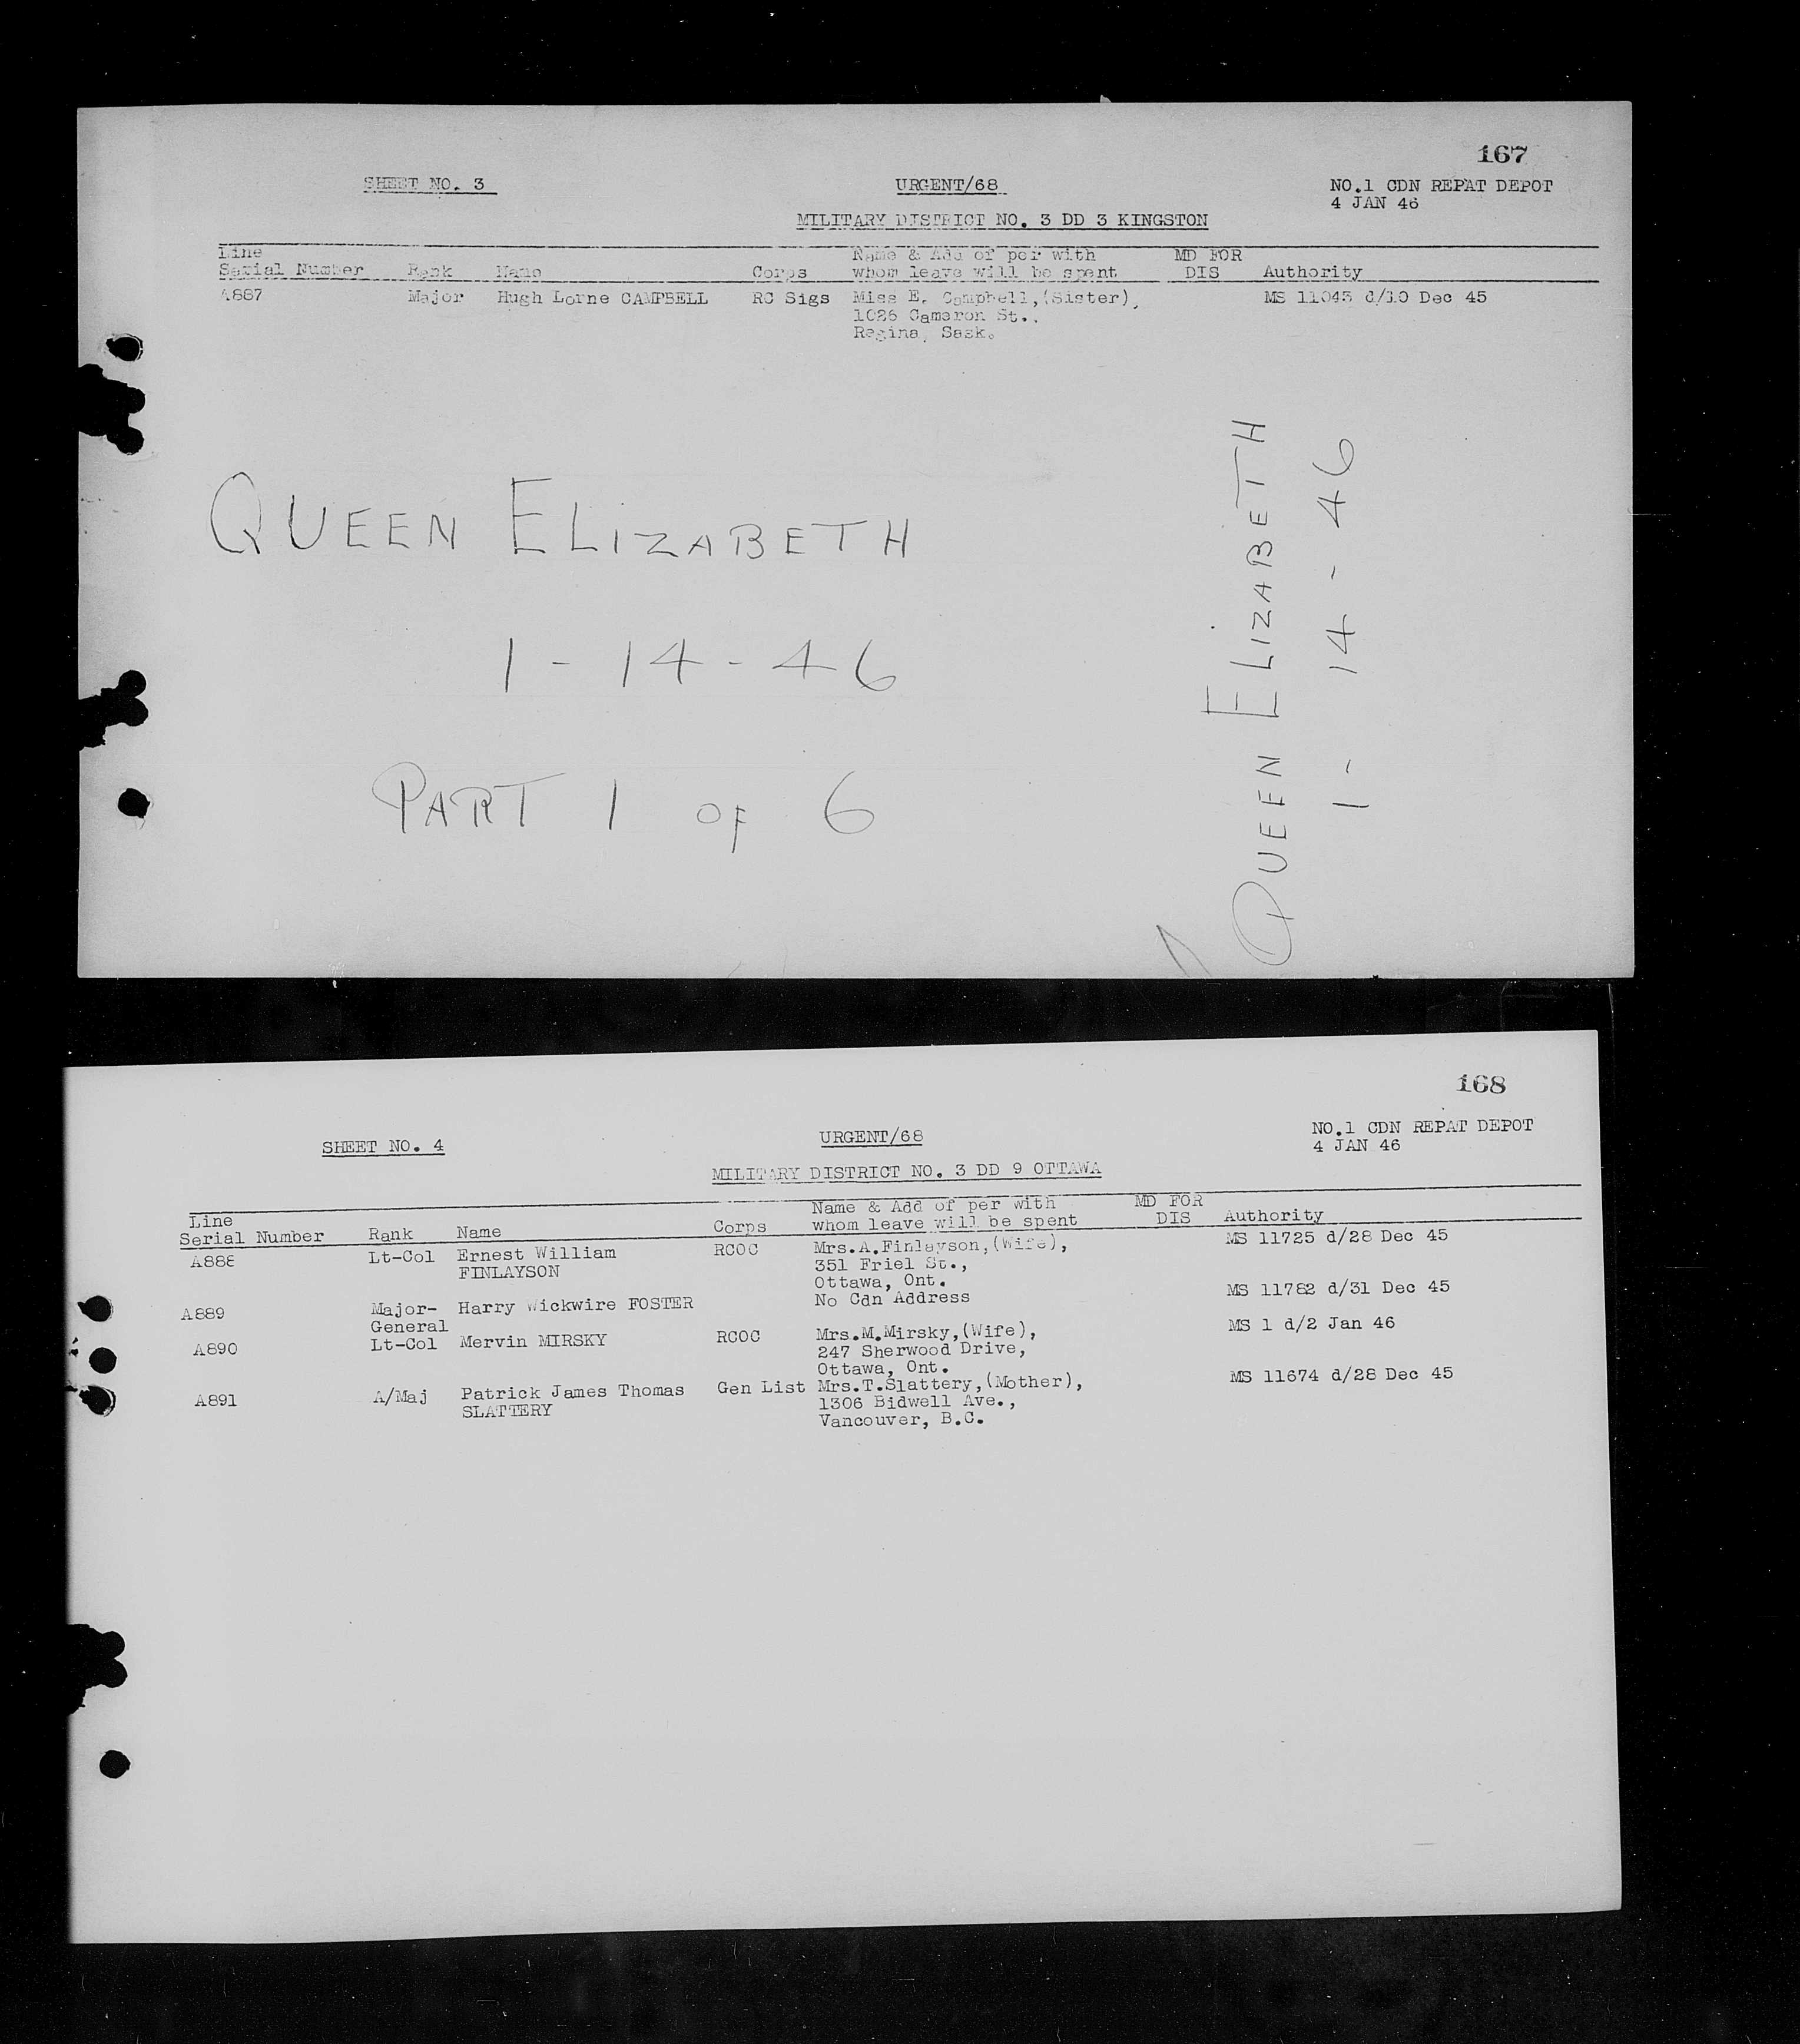 167
SHEET NO. 3 URGENT/68 NO.1 CDN REPAT DEPOT
4 JAN 46
MILITARY DISTRICT NO. 3 DD 3 KINGSTON
Line Name & Add of per with MD FOR
Serial Number Rank Name Corps whom leave will be spent DIS Authority
A887 Major Hugh Lorne CAMPBELL RC Sigs Miss E. Campbell,(Sister), MS 11043 d/10 Dec 45
1026 Cameron St.,
Regina, Sask.
QUEEN ELIZABETH
1-14-46
PART 1 OF 6
QUEEN ELIZABETH
1-14-46
168
SHEET NO. 4 URGENT/68 NO.1 CDN REPAT DEPOT
4 JAN 46
MILITARY DISTRICT NO. 3 DD 9 OTTAWA
Line Name & Add of per with MD FOR
Serial Number Rank Name Corps whom leave will be spent DIS Authority
A888 Lt-Col Ernest William RCOC Mrs.A.Finlayson,(Wife), MS 11725 d/28 Dec 45
FINLAYSON 351 Friel St.,
Ottawa, Ont.
A889 Major- Harry Wickwire FOSTER No Cdn Address MS 11782 d/31 Dec 45
General
A890 Lt-Col Mervin MIRSKY RCOC Mrs.M.Mirsky,(Wife), MS 1 d/2 Jan 46
247 Sherwood Drive,
Ottawa, Ont.
A891 A/Maj Patrick James Thomas Gen List Mrs.T.Slattery,(Mother), MS 11674 d/28 Dec 45
SLATTERY 1306 Bidwell Ave.,
Vancouver, B.C.